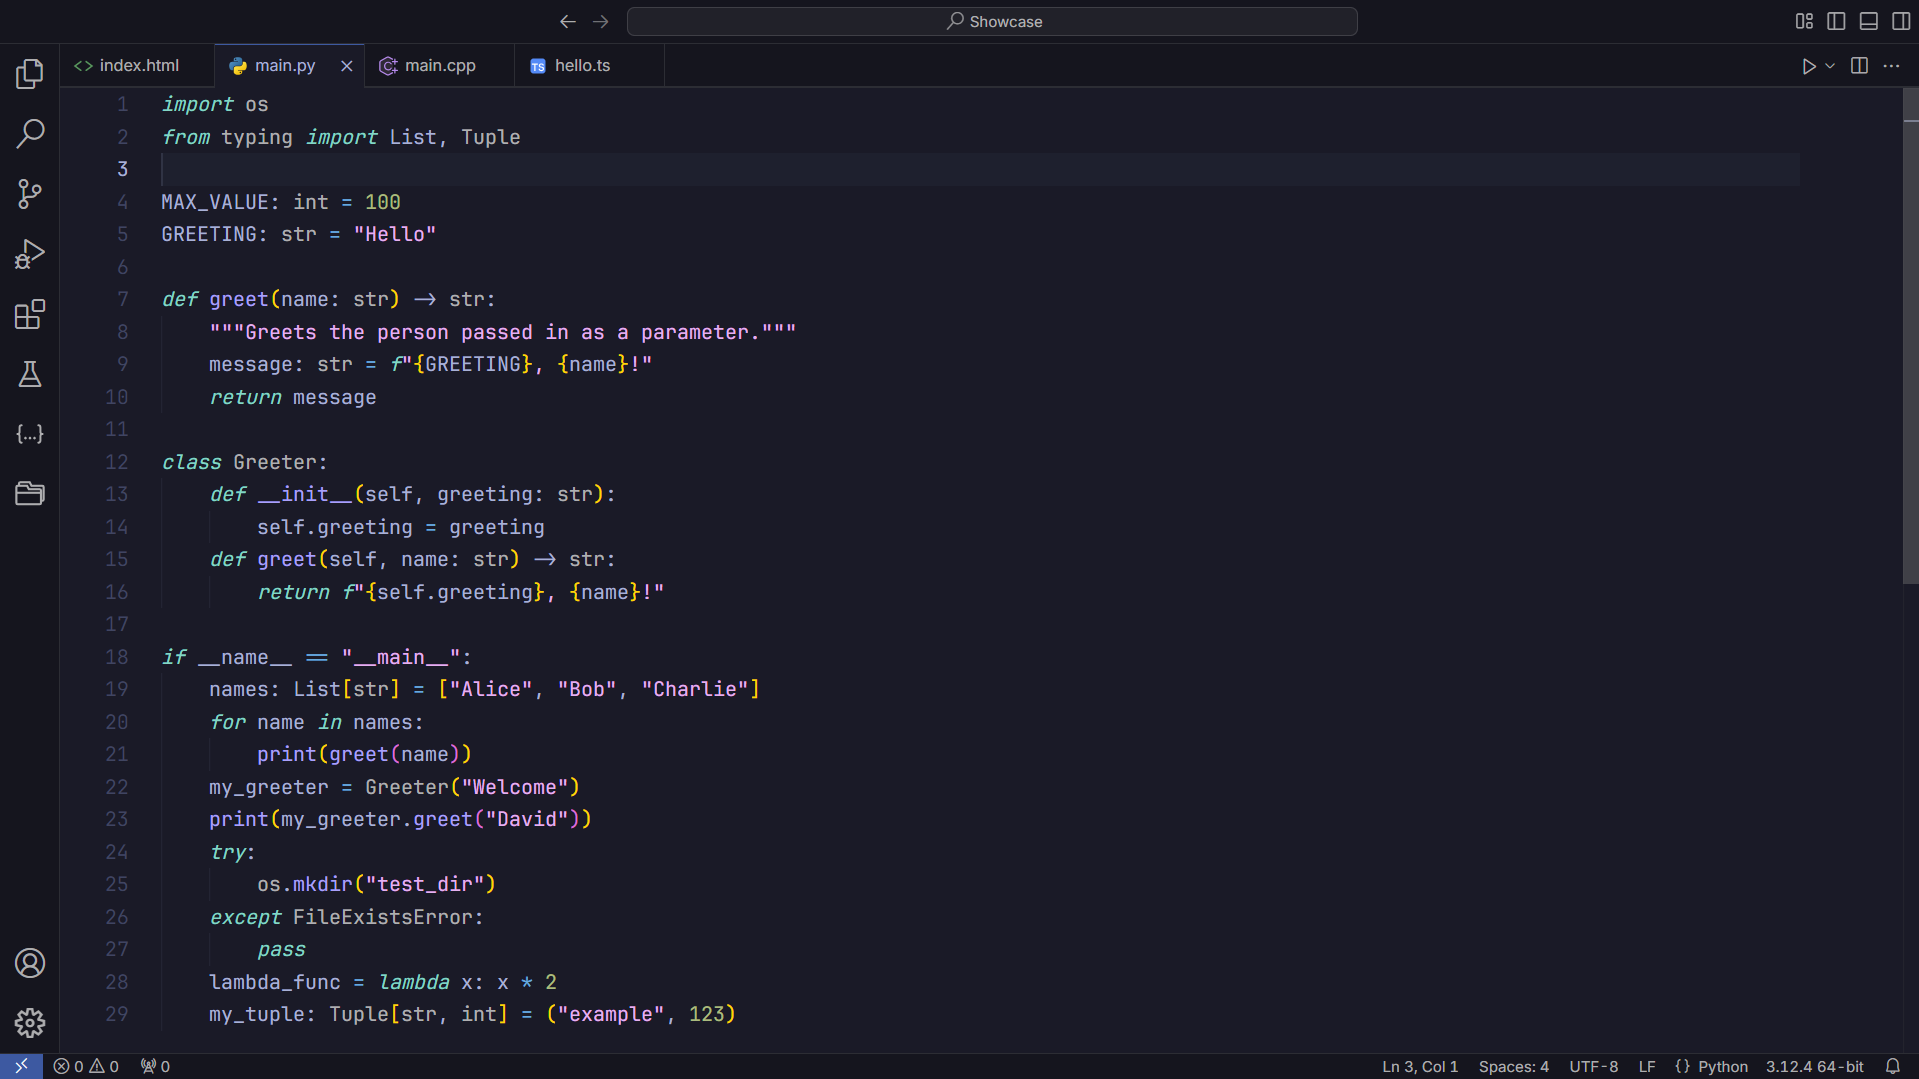 Showcase
index.html
main.py
main.cpp
TS hello.ts
1 import os
2 from typing import List, Tuple
3
4 MAX_VALUE: int = 100
5 GREETING: str = "Hello"
6
7 def greet(name: str) -> str:
8     """Greets the person passed in as a parameter."""
9     message: str = f"{GREETING}, {name}!"
10     return message
11
12 class Greeter:
13     def __init__(self, greeting: str):
14         self.greeting = greeting
15     def greet(self, name: str) -> str:
16         return f"{self.greeting}, {name}!"
17
18 if __name__ == "__main__":
19     names: List[str] = ["Alice", "Bob", "Charlie"]
20     for name in names:
21         print(greet(name))
22     my_greeter = Greeter("Welcome")
23     print(my_greeter.greet("David"))
24     try:
25         os.mkdir("test_dir")
26     except FileExistsError:
27         pass
28     lambda_func = lambda x: x * 2
29     my_tuple: Tuple[str, int] = ("example", 123)
0 0 0 Ln 3, Col 1 Spaces: 4 UTF-8 LF {} Python 3.12.4 64-bit